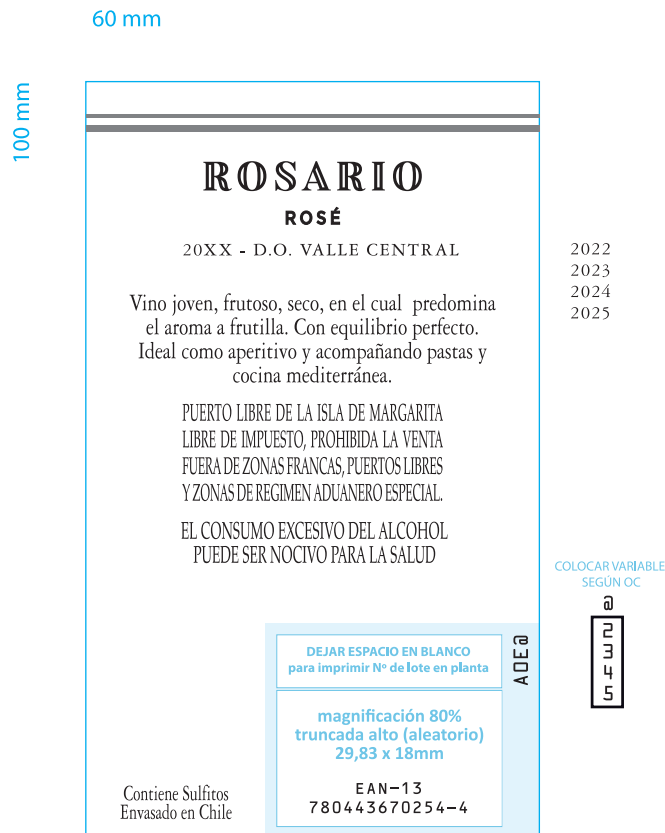 60 mm
100 mm
ROSARIO
ROSÉ
20XX - D.O. VALLE CENTRAL
2022
2023
2024
2025
Vino joven, frutoso, seco, en el cual predomina
el aroma a frutilla. Con equilibrio perfecto.
Ideal como aperitivo y acompañando pastas y
cocina mediterránea.
PUERTO LIBRE DE LA ISLA DE MARGARITA
LIBRE DE IMPUESTO, PROHIBIDA LA VENTA
FUERA DE ZONAS FRANCAS, PUERTOS LIBRES
Y ZONAS DE REGIMEN ADUANERO ESPECIAL.
EL CONSUMO EXCESIVO DEL ALCOHOL
PUEDE SER NOCIVO PARA LA SALUD
COLOCAR VARIABLE
SEGÚN OC
@
2
3
4
5
AOE@
DEJAR ESPACIO EN BLANCO
para imprimir Nº de lote en planta
magnificación 80%
truncada alto (aleatorio)
29,83 x 18mm
EAN-13
780443670254-4
Contiene Sulfitos
Envasado en Chile